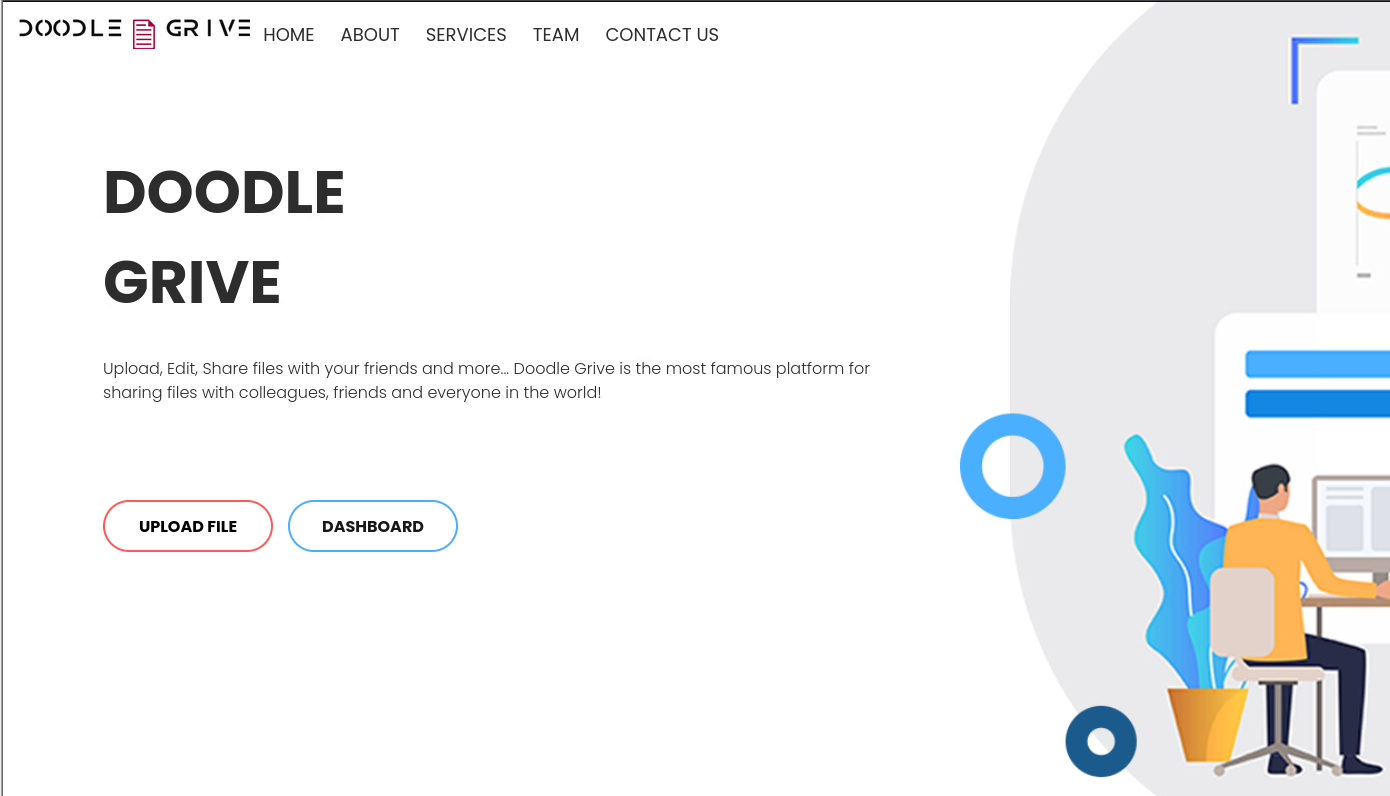 DOODLE GRIVE HOME ABOUT SERVICES TEAM CONTACT US
DOODLE
GRIVE
Upload, Edit, Share files with your friends and more... Doodle Grive is the most famous platform for
sharing files with colleagues, friends and everyone in the world!
UPLOAD FILE DASHBOARD